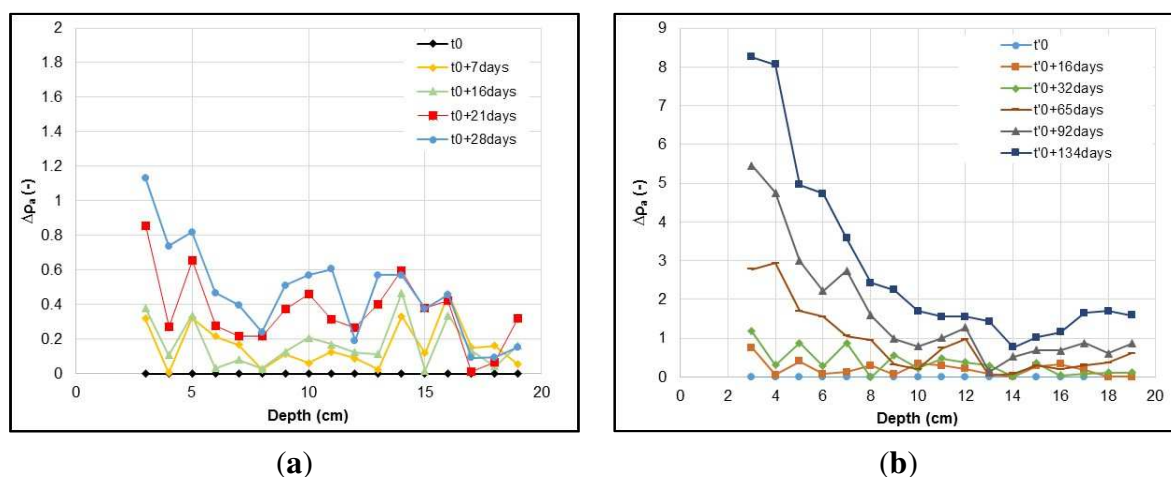 2
1.8
1.6
1.4
1.2
1
0.8
0.6
0.4
0.2
0
Δρa (-)
0 5 10 15 20
Depth (cm)
t0
t0+7days
t0+16days
t0+21days
t0+28days
(a)
9
8
7
6
5
4
3
2
1
0
Δρa (-)
0 2 4 6 8 10 12 14 16 18 20
Depth (cm)
t'0
t'0+16days
t'0+32days
t'0+65days
t'0+92days
t'0+134days
(b)